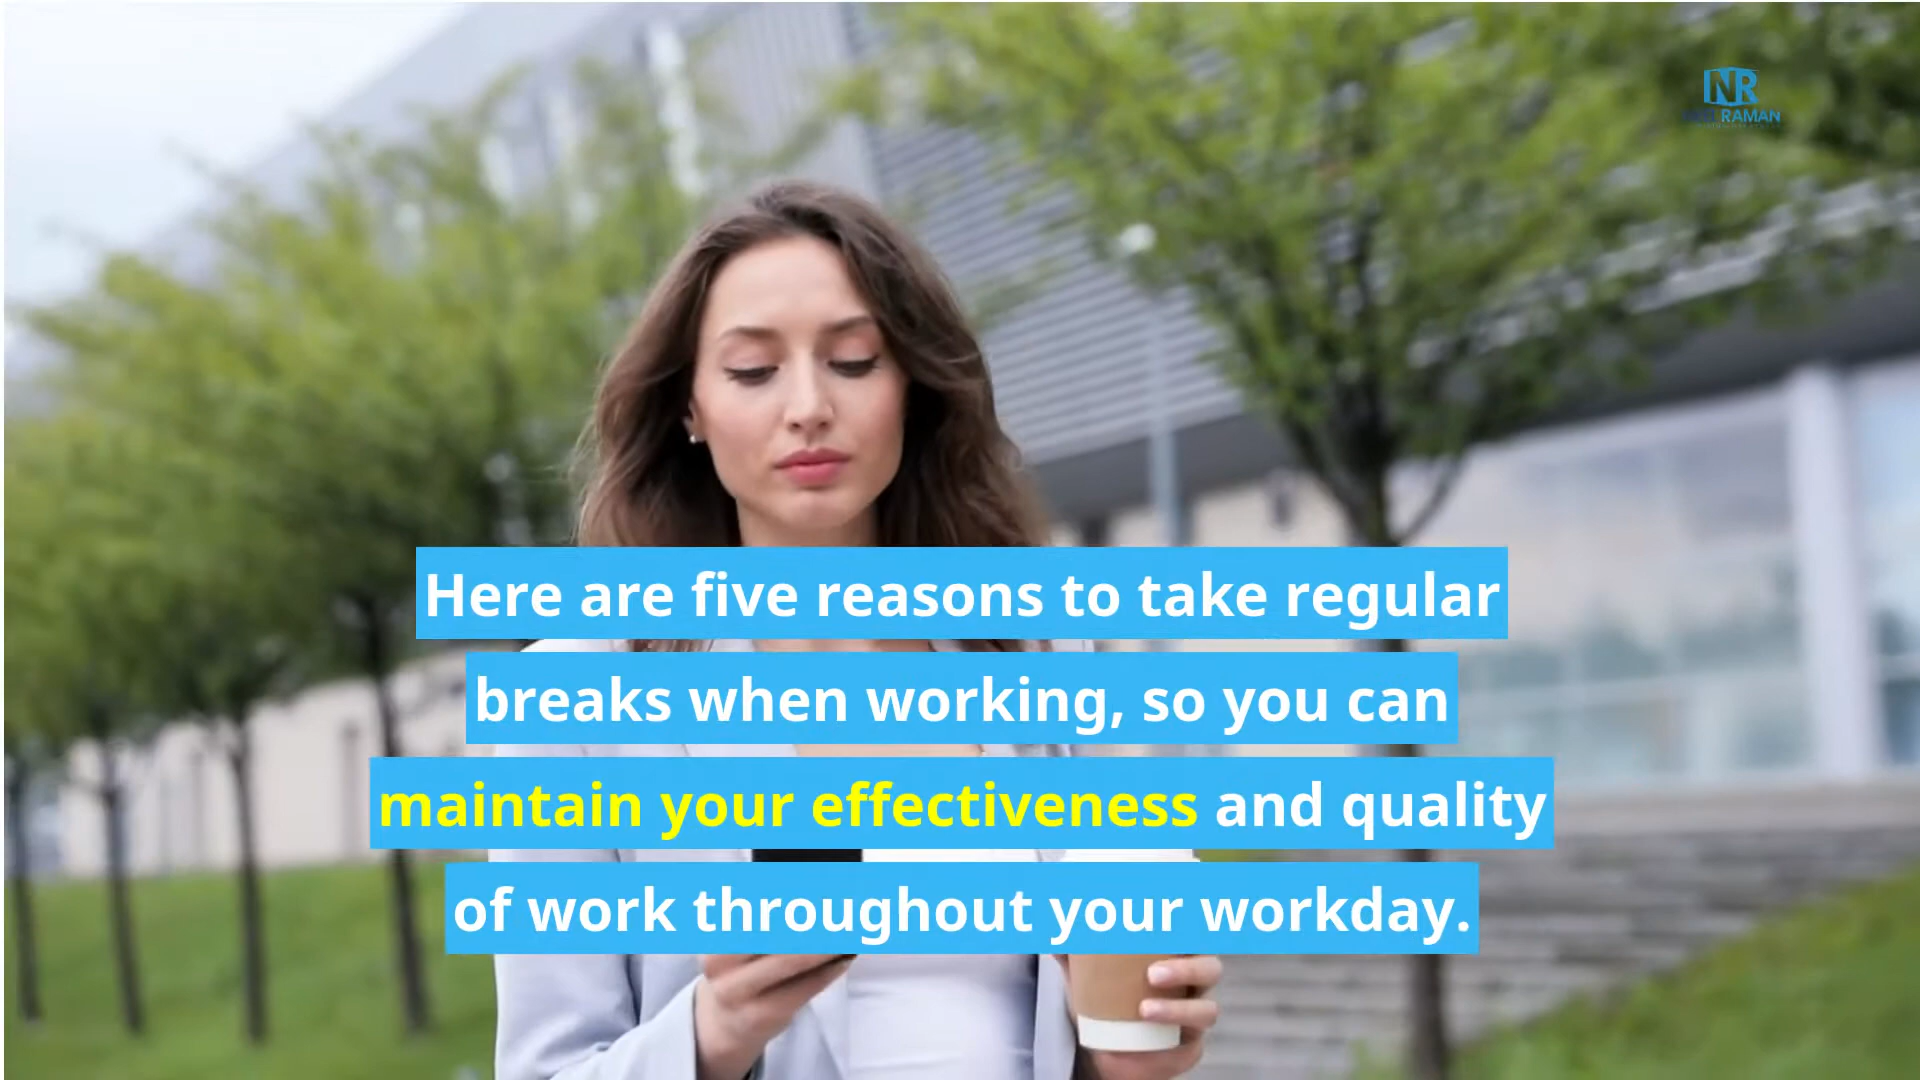 NR
RAMAN
Here are five reasons to take regular
breaks when working, so you can
maintain your effectiveness and quality
of work throughout your workday.